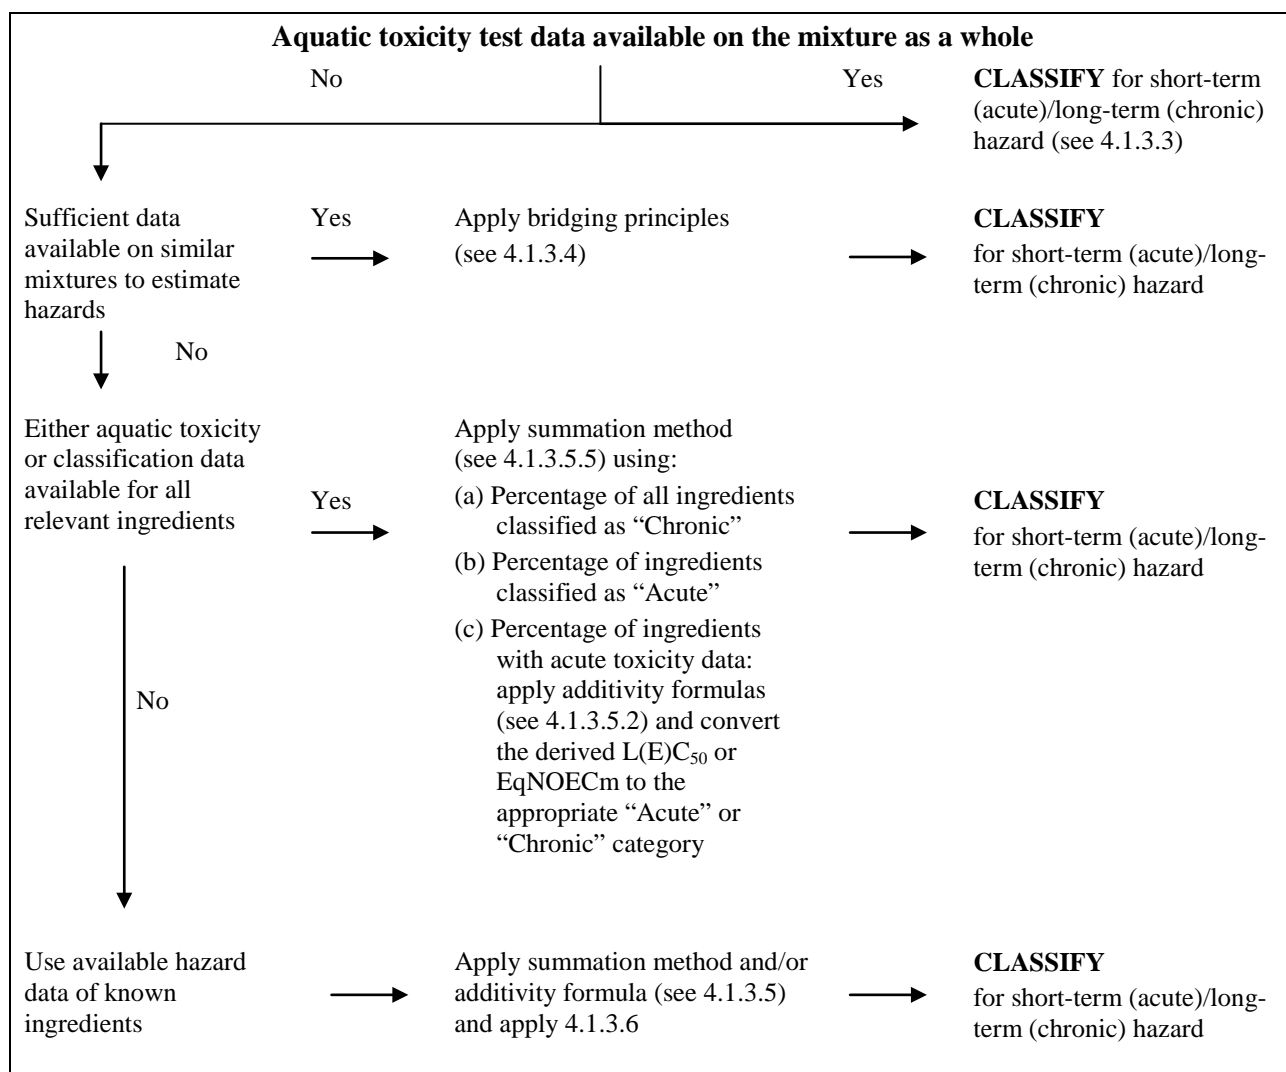 Aquatic toxicity test data available on the mixture as a whole
No
Yes
CLASSIFY for short-term
(acute)/long-term (chronic)
hazard (see 4.1.3.3)
Sufficient data
available on similar
mixtures to estimate
hazards
Yes
Apply bridging principles
(see 4.1.3.4)
CLASSIFY
for short-term (acute)/long-
term (chronic) hazard
No
Either aquatic toxicity
or classification data
available for all
relevant ingredients
Yes
Apply summation method
(see 4.1.3.5.5) using:
(a) Percentage of all ingredients
classified as “Chronic”
(b) Percentage of ingredients
classified as “Acute”
(c) Percentage of ingredients
with acute toxicity data:
apply additivity formulas
(see 4.1.3.5.2) and convert
the derived L(E)C₅₀ or
EqNOECm to the
appropriate “Acute” or
“Chronic” category
CLASSIFY
for short-term (acute)/long-
term (chronic) hazard
No
Use available hazard
data of known
ingredients
Apply summation method and/or
additivity formula (see 4.1.3.5)
and apply 4.1.3.6
CLASSIFY
for short-term (acute)/long-
term (chronic) hazard